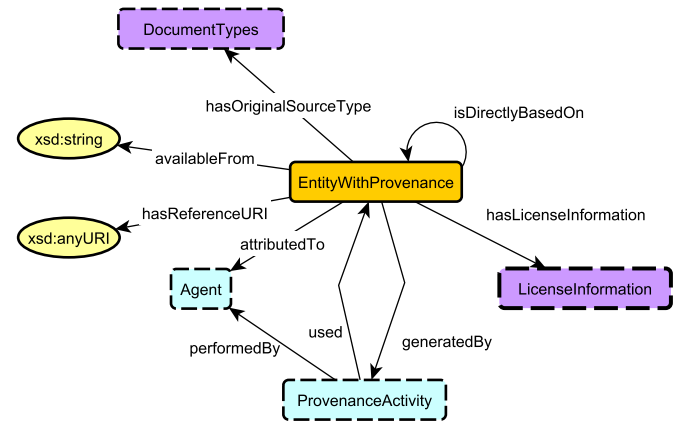 DocumentTypes
hasOriginalSourceType
isDirectlyBasedOn
xsd:string
availableFrom
EntityWithProvenance
hasReferenceURI
hasLicenseInformation
xsd:anyURI
attributedTo
Agent
LicenseInformation
used
generatedBy
performedBy
ProvenanceActivity